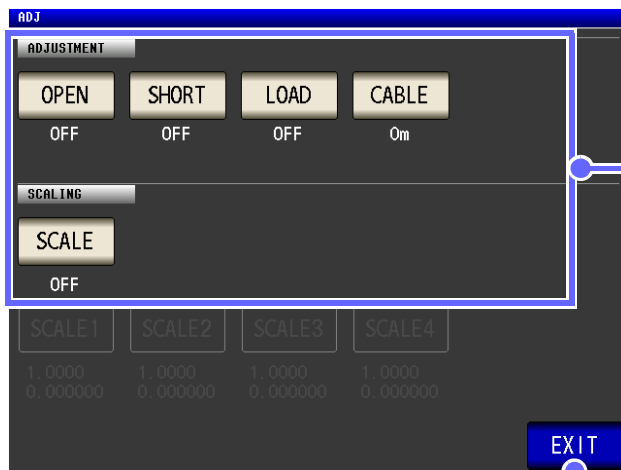 ADJ
ADJUSTMENT
OPEN SHORT LOAD CABLE
OFF OFF OFF 0m
SCALING
SCALE
OFF
SCALE1 SCALE2 SCALE3 SCALE4
1.0000 1.0000 1.0000 1.0000
0.000000 0.000000 0.000000 0.000000
EXIT